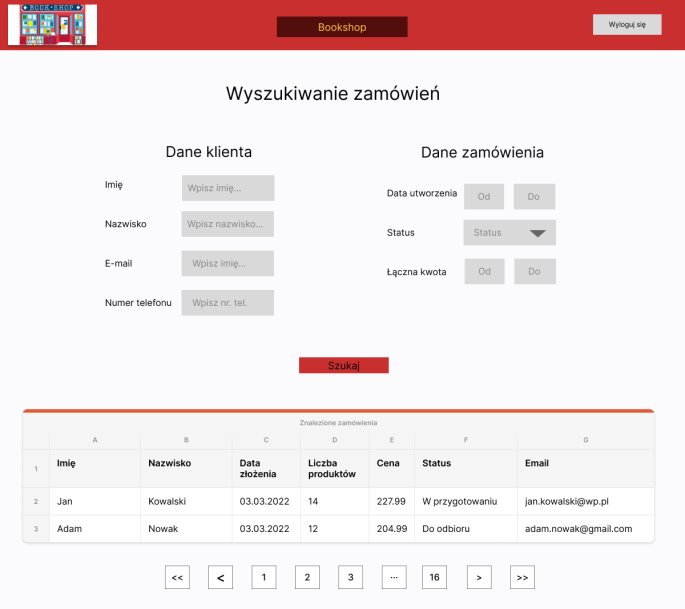 BOOK SHOP
Bookshop
Wyloguj się
Wyszukiwanie zamówień
Dane klienta
Imię Wpisz imię...
Nazwisko Wpisz nazwisko...
E-mail Wpisz imię...
Numer telefonu Wpisz nr. tel.
Dane zamówienia
Data utworzenia Od Do
Status Status
Łączna kwota Od Do
Szukaj
Znalezione zamówienia
A B C D E F G
1 Imię Nazwisko Data złożenia Liczba produktów Cena Status Email
2 Jan Kowalski 03.03.2022 14 227.99 W przygotowaniu jan.kowalski@wp.pl
3 Adam Nowak 03.03.2022 12 204.99 Do odbioru adam.nowak@gmail.com
<< < 1 2 3 ... 16 > >>